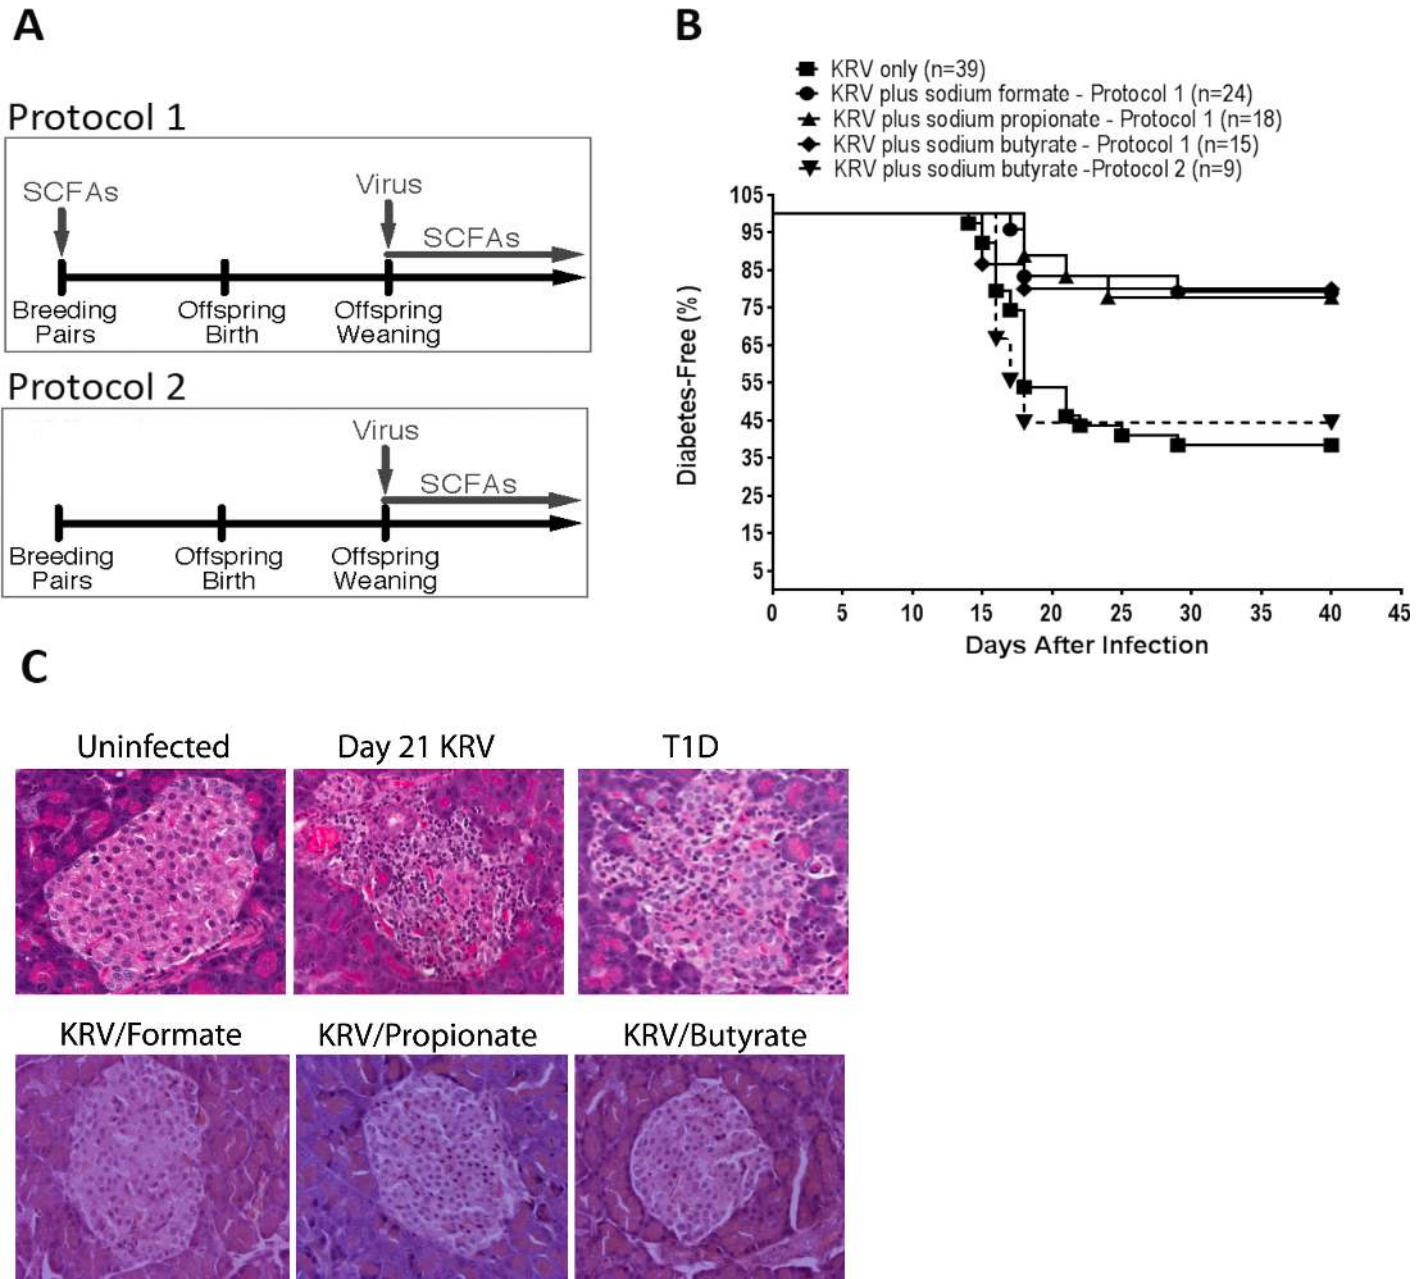 A
Protocol 1
SCFAs
Virus
SCFAs
Breeding
Pairs
Offspring
Birth
Offspring
Weaning
Protocol 2
Virus
SCFAs
Breeding
Pairs
Offspring
Birth
Offspring
Weaning
B
KRV only (n=39)
KRV plus sodium formate - Protocol 1 (n=24)
KRV plus sodium propionate - Protocol 1 (n=18)
KRV plus sodium butyrate - Protocol 1 (n=15)
KRV plus sodium butyrate -Protocol 2 (n=9)
Diabetes-Free (%)
105
95
85
75
65
55
45
35
25
15
5
0 5 10 15 20 25 30 35 40 45
Days After Infection
C
Uninfected
Day 21 KRV
T1D
KRV/Formate
KRV/Propionate
KRV/Butyrate